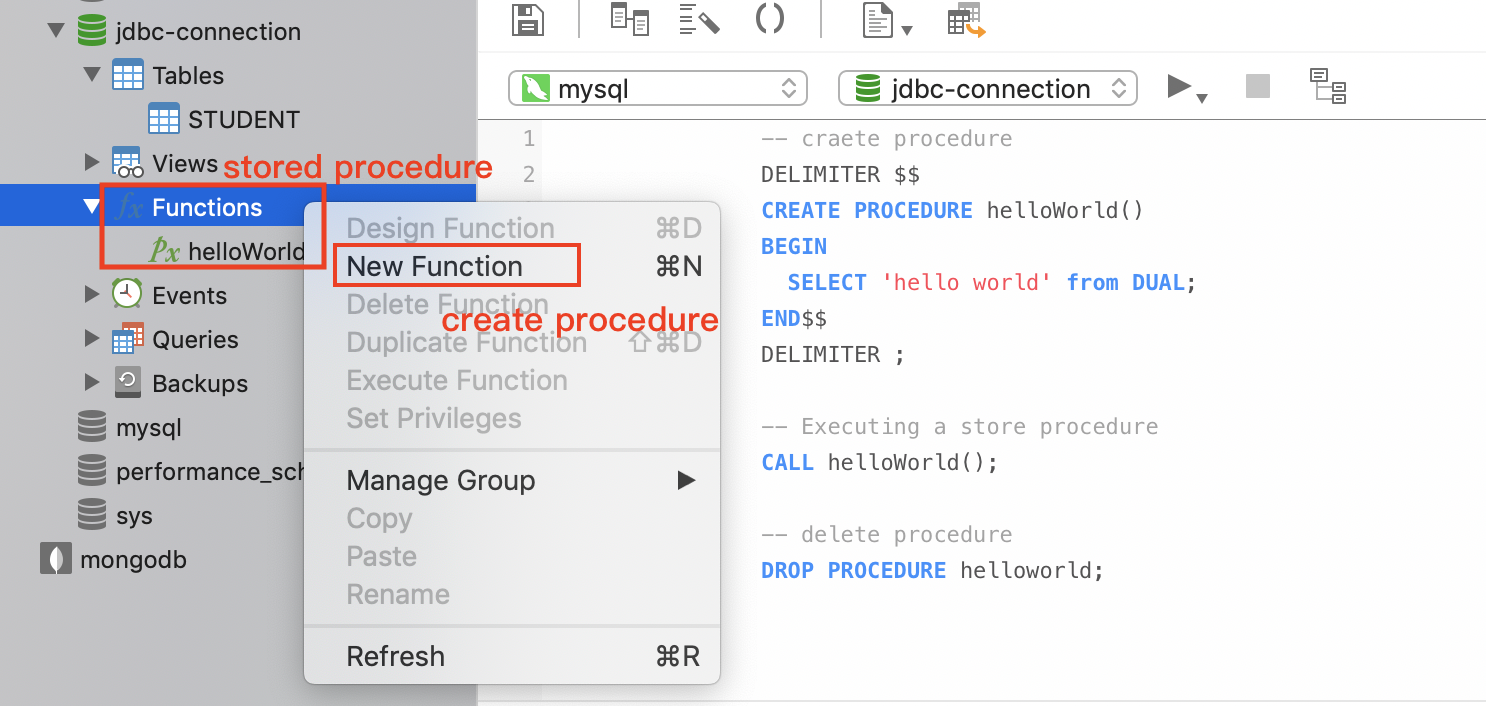 jdbc-connection
Tables
STUDENT
Views
stored procedure
fx Functions
Px helloWorld
Events
Queries
Backups
mysql
performance_sch
sys
mongodb
Design Function ⌘D
New Function ⌘N
Delete Function
create procedure
Duplicate Function ⇧⌘D
Execute Function
Set Privileges
Manage Group ▶
Copy
Paste
Rename
Refresh ⌘R
mysql
jdbc-connection
1 -- craete procedure
2 DELIMITER $$
CREATE PROCEDURE helloWorld()
BEGIN
SELECT 'hello world' from DUAL;
END$$
DELIMITER ;
-- Executing a store procedure
CALL helloWorld();
-- delete procedure
DROP PROCEDURE helloworld;